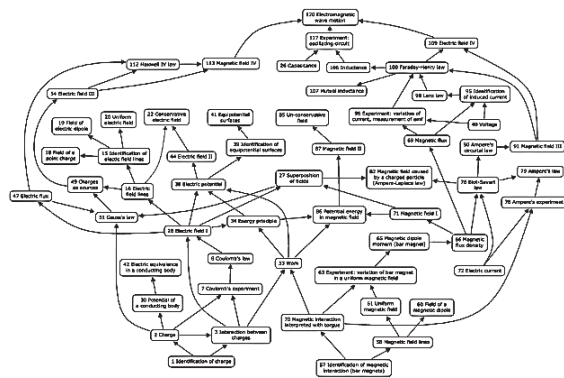 120 Electromagnetic
wave motion
117 Experiment:
oscillating circuit
109 Electric field IV
112 Maxwell IV law
113 Magnetic field IV
26 Capacitance
106 Inductance
108 Faraday-Henry law
54 Electric field III
107 Mutual inductance
98 Lenz law
95 Identification
of induced current
19 Field of
electric dipole
20 Uniform
electric field
22 Conservative
electric field
41 Equipotential
surfaces
85 Un-conservative
field
96 Experiment: variation of
current, measurement of emf
48 Voltage
18 Field of a
point charge
15 Identification of
electric field lines
44 Electric field II
39 Identification of
equipotential surfaces
87 Magnetic field II
69 Magnetic flux
90 Ampere's
circuital law
91 Magnetic field III
49 Charges
as sources
16 Electric
field lines
38 Electric potential
27 Superposition
of fields
82 Magnetic field caused
by a charged particle
(Ampere-Laplace law)
78 Biot-Savart
law
79 Ampere's law
47 Electric flux
51 Gauss's law
34 Energy principle
86 Potential energy
in magnetic field
71 Magnetic field I
76 Ampere's experiment
28 Electric field I
65 Magnetic dipole
moment (bar magnet)
66 Magnetic
flux density
42 Electric equivalence
in a conducting body
6 Coulomb's law
33 Work
63 Experiment: variation of bar magnet
in a uniform magnetic field
72 Electric current
30 Potential of
a conducting body
7 Coulomb's experiment
61 Uniform
magnetic field
60 Field of a
magnetic dipole
2 Charge
3 Interaction between
charges
70 Magnetic interaction
interpreted with torque
58 Magnetic field lines
1 Identification of charge
57 Identification of magnetic
interaction (bar magnets)